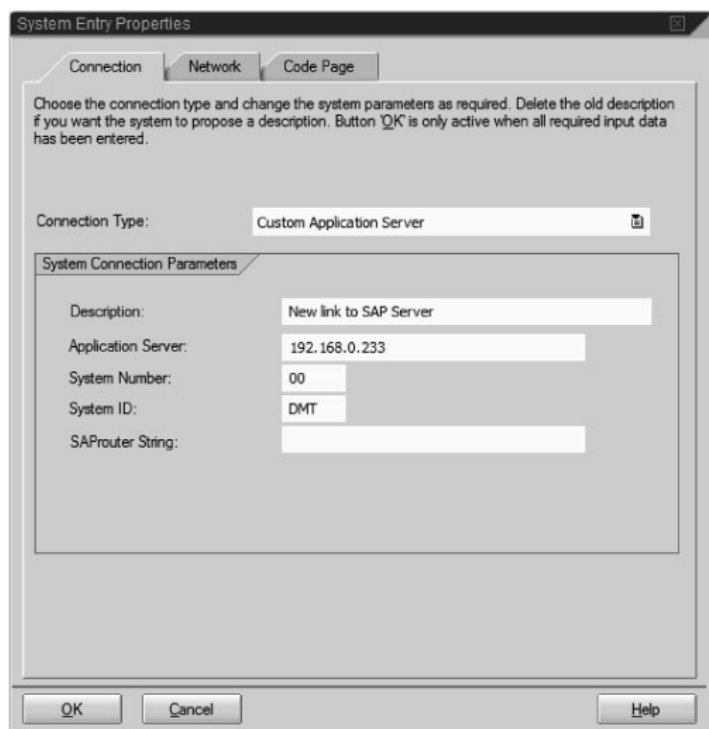 System Entry Properties
Connection Network Code Page
Choose the connection type and change the system parameters as required. Delete the old description
if you want the system to propose a description. Button 'OK' is only active when all required input data
has been entered.
Connection Type: Custom Application Server
System Connection Parameters
Description: New link to SAP Server
Application Server: 192.168.0.233
System Number: 00
System ID: DMT
SAProuter String:
OK Cancel Help